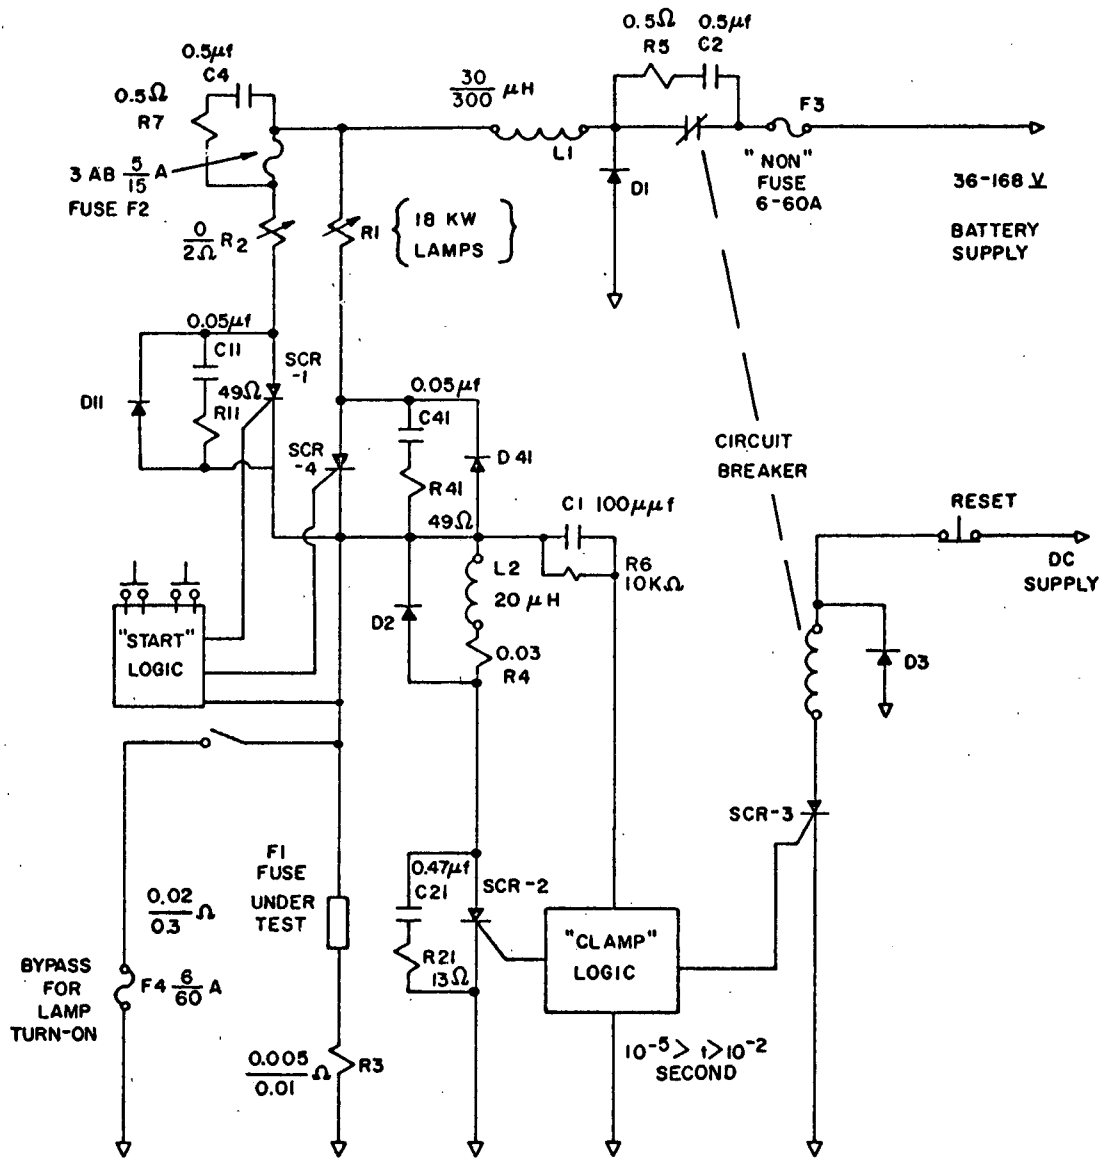 0.5Ω 0.5µf
R5 C2
0.5µf
C4
0.5Ω
R7
30
300 µH
L1
F3
"NON"
FUSE
6-60A
3 AB 5
15 A
FUSE F2
D1
36-168 V
BATTERY
SUPPLY
0
2Ω R2
R1
18 KW
LAMPS
0.05µf
C11
SCR
-1
49Ω
R11
D11
0.05µf
C41
SCR
-4
D41
R41
49Ω
CIRCUIT
BREAKER
C1 100µµf
RESET
DC
SUPPLY
R6
10KΩ
L2
20 µH
D2
0.03
R4
"START"
LOGIC
D3
SCR-3
F1
FUSE
UNDER
TEST
0.47µf
C21
SCR-2
R21
13Ω
"CLAMP"
LOGIC
0.02
0.3 Ω
BYPASS
FOR
LAMP
TURN-ON
F4 6
60 A
0.005
0.01 Ω
R3
10-5 > t > 10-2
SECOND